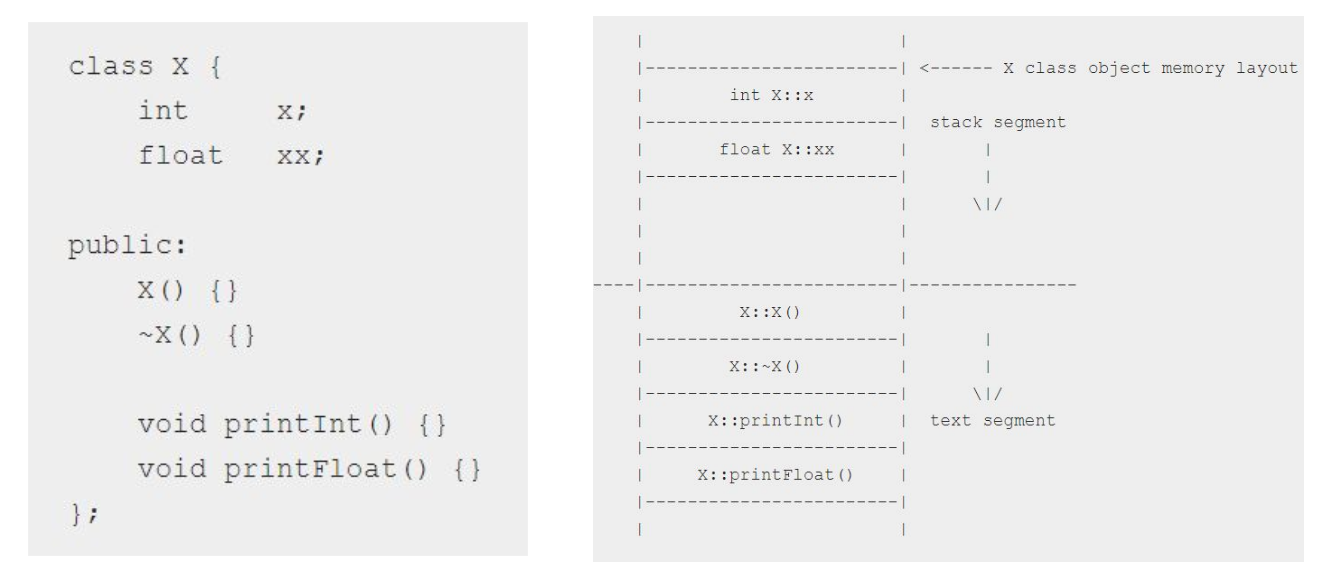 class X {
    int     x;
    float   xx;

public:
    X() {}
    ~X() {}

    void printInt() {}
    void printFloat() {}
};

    |                        |
    |------------------------| <------ X class object memory layout
    |        int X::x        |
    |------------------------|  stack segment
    |       float X::xx      |       |
    |------------------------|       |
    |                        |      \|/
    |                        |
    |                        |
----|------------------------|----------------
    |         X::X()         |
    |------------------------|       |
    |        X::~X()         |       |
    |------------------------|      \|/
    |      X::printInt()     |  text segment
    |------------------------|
    |     X::printFloat()    |
    |------------------------|
    |                        |